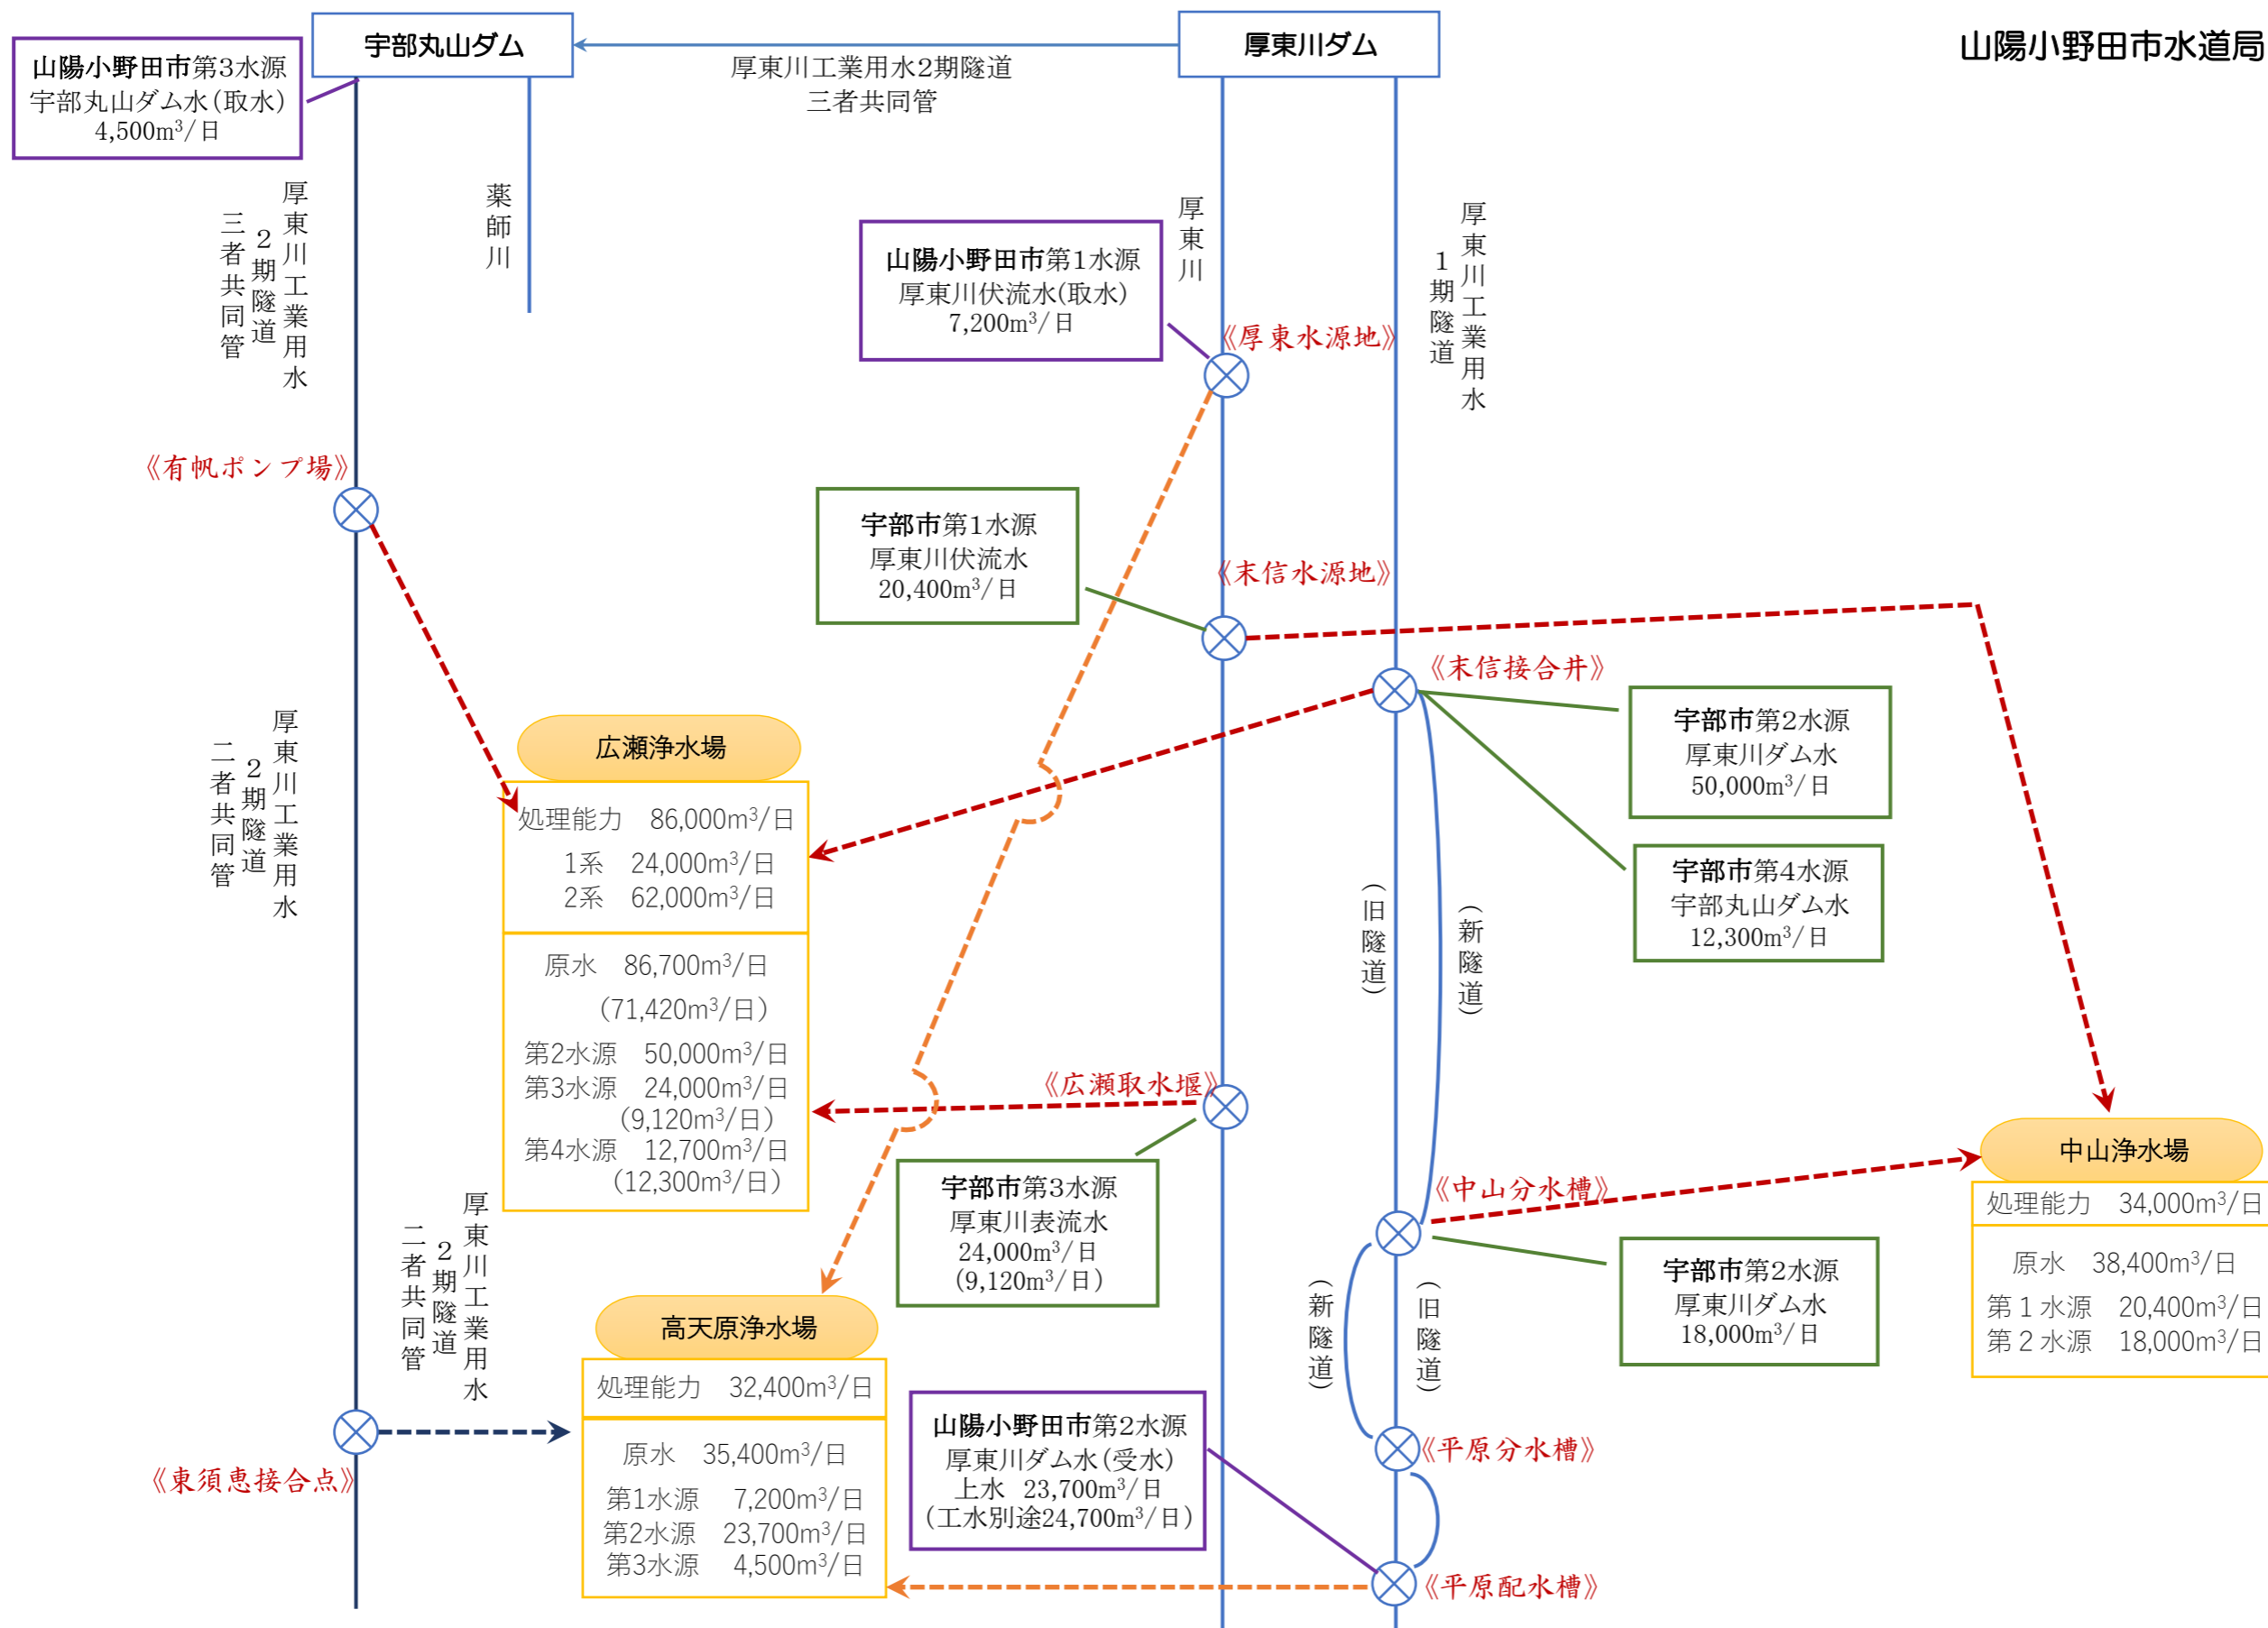 宇部丸山ダム
厚東川ダム
山陽小野田市水道局
山陽小野田市第3水源
宇部丸山ダム水(取水)
4,500m³/日
厚東川工業用水2期隧道
三者共同管
厚東川工業用水
2期隧道
三者共同管
薬師川
山陽小野田市第1水源
厚東川伏流水(取水)
7,200m³/日
厚東川
厚東川工業用水
1期隧道
《厚東水源地》
《有帆ポンプ場》
宇部市第1水源
厚東川伏流水
20,400m³/日
《末信水源地》
《末信接合井》
宇部市第2水源
厚東川ダム水
50,000m³/日
宇部市第4水源
宇部丸山ダム水
12,300m³/日
厚東川工業用水
2期隧道
二者共同管
広瀬浄水場
処理能力 86,000m³/日
1系 24,000m³/日
2系 62,000m³/日
原水 86,700m³/日
(71,420m³/日)
第2水源 50,000m³/日
第3水源 24,000m³/日
(9,120m³/日)
第4水源 12,700m³/日
(12,300m³/日)
(旧隧道)
(新隧道)
《広瀬取水堰》
宇部市第3水源
厚東川表流水
24,000m³/日
(9,120m³/日)
《中山分水槽》
宇部市第2水源
厚東川ダム水
18,000m³/日
中山浄水場
処理能力 34,000m³/日
原水 38,400m³/日
第1水源 20,400m³/日
第2水源 18,000m³/日
厚東川工業用水
2期隧道
二者共同管
(新隧道)
(旧隧道)
高天原浄水場
処理能力 32,400m³/日
原水 35,400m³/日
第1水源 7,200m³/日
第2水源 23,700m³/日
第3水源 4,500m³/日
山陽小野田市第2水源
厚東川ダム水(受水)
上水 23,700m³/日
(工水別途24,700m³/日)
《平原分水槽》
《東須恵接合点》
《平原配水槽》